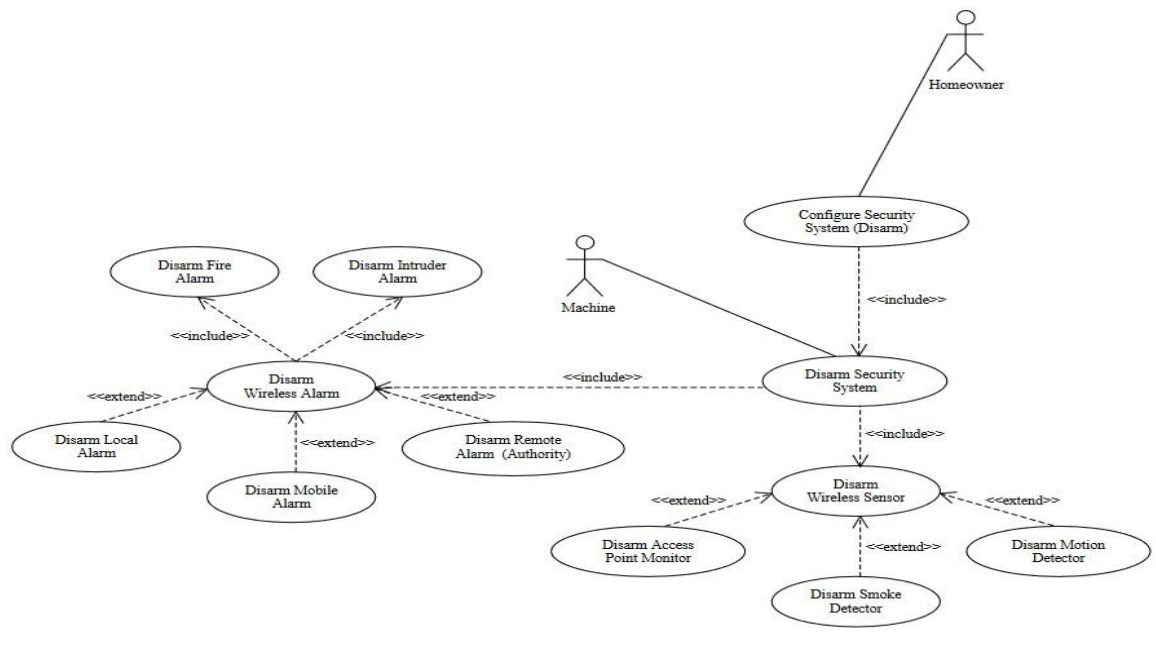 Homeowner
Configure Security
System (Disarm)
Disarm Fire
Alarm
Disarm Intruder
Alarm
Machine
<<include>>
<<include>>
<<include>>
Disarm
Wireless Alarm
<<include>>
Disarm Security
System
<<extend>>
<<extend>>
Disarm Local
Alarm
<<extend>>
Disarm Remote
Alarm (Authority)
<<include>>
Disarm Mobile
Alarm
Disarm
Wireless Sensor
<<extend>>
<<extend>>
Disarm Access
Point Monitor
<<extend>>
Disarm Motion
Detector
Disarm Smoke
Detector